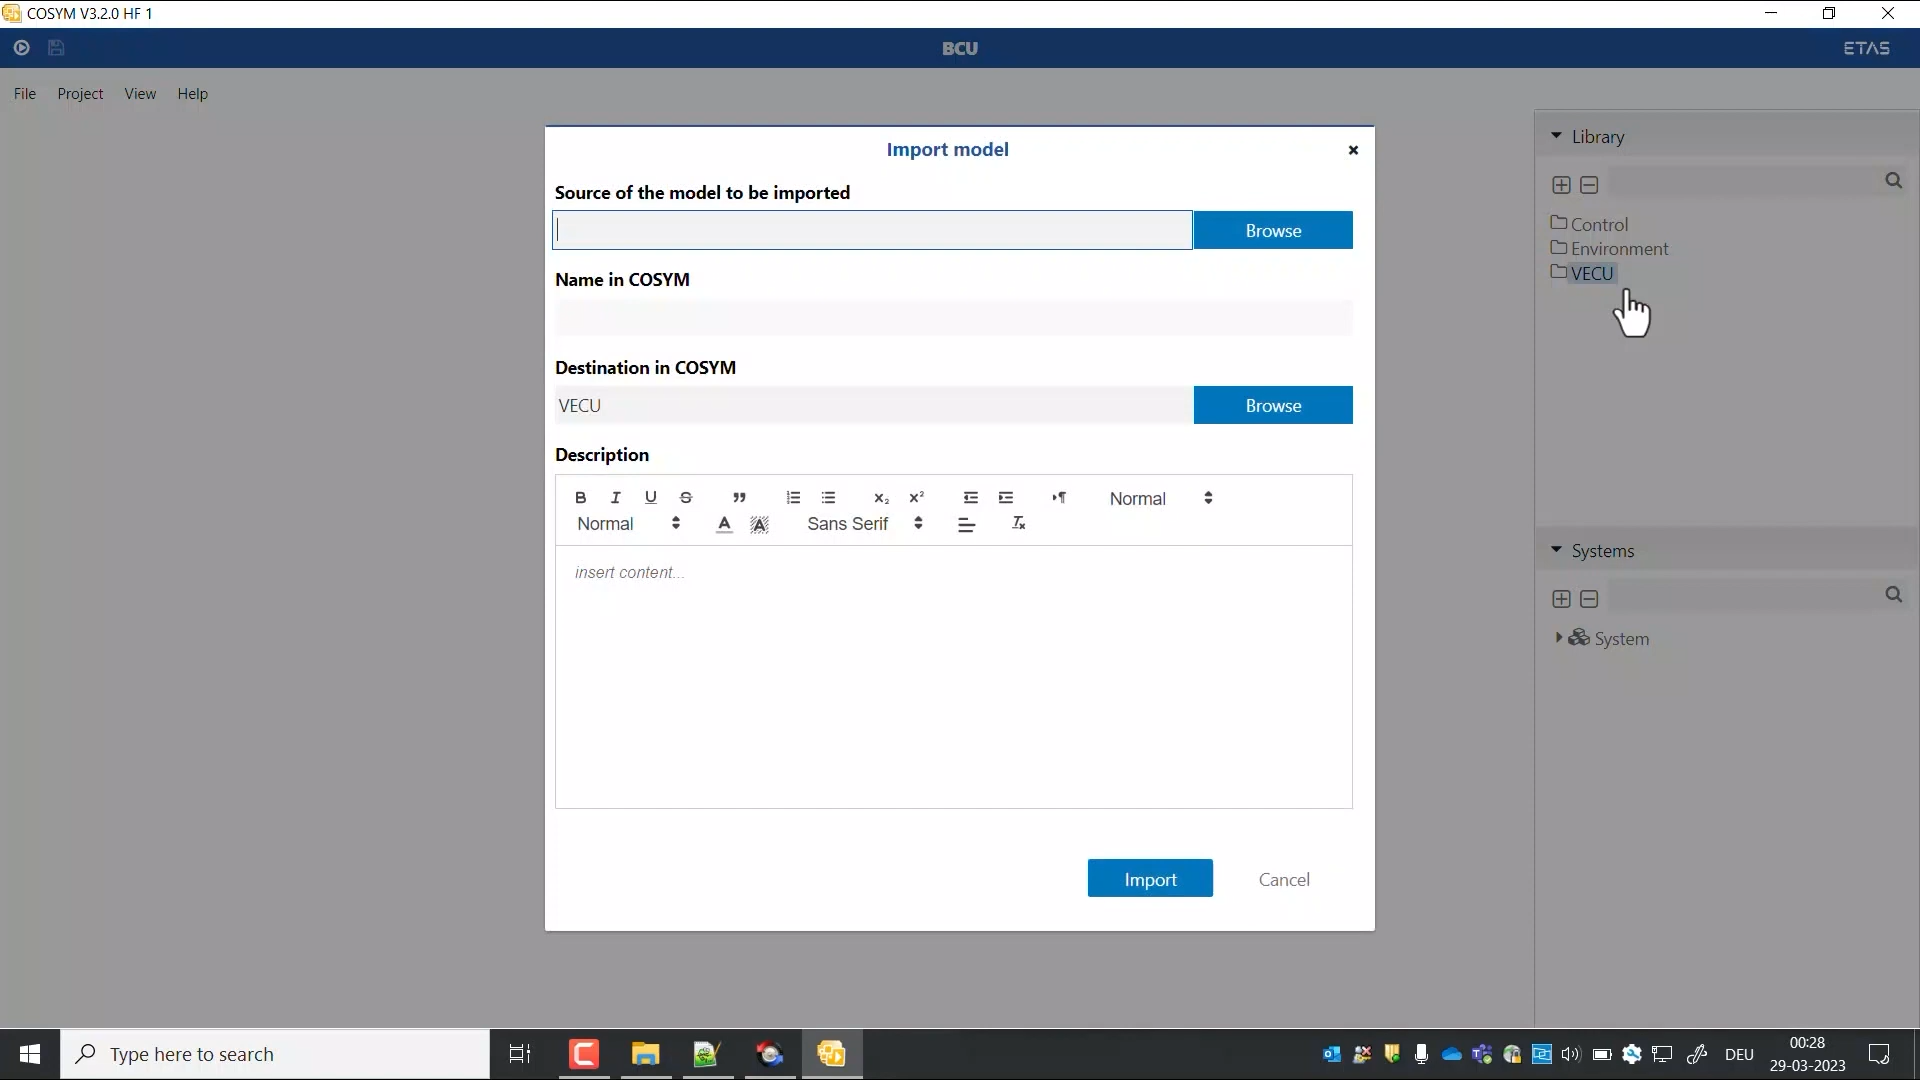 COSYM V3.2.0 HF 1
BCU
ETAS
File Project View Help
Import model
Source of the model to be imported
Browse
Name in COSYM
Destination in COSYM
VECU
Browse
Description
Normal
Normal
Sans Serif
insert content...
Import
Cancel
Library
Control
Environment
VECU
Systems
System
Type here to search
DEU
00:28
29-03-2023